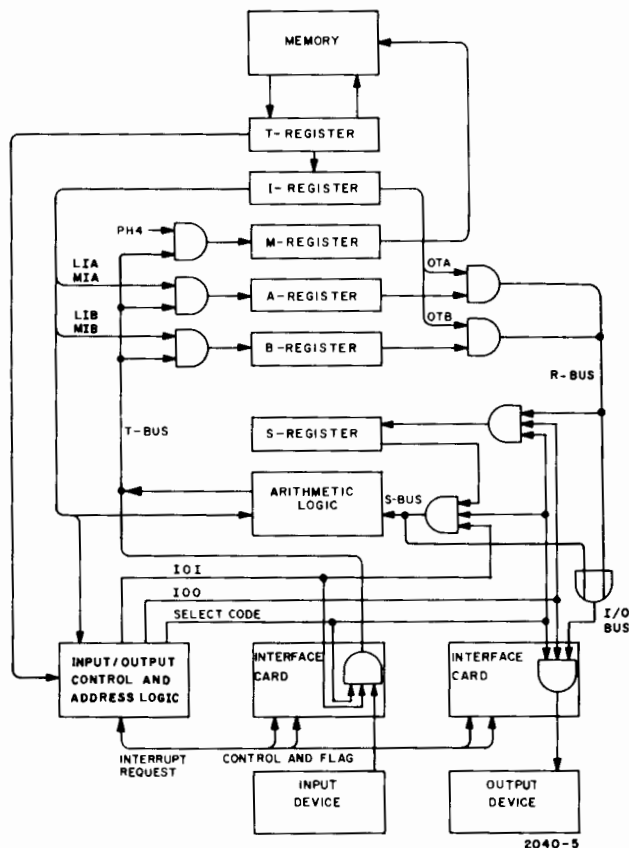 MEMORY
T-REGISTER
I-REGISTER
PH4
M-REGISTER
LIA
MIA
OTA
A-REGISTER
LIB
MIB
OTB
B-REGISTER
R-BUS
T-BUS
S-REGISTER
ARITHMETIC
LOGIC
S-BUS
IOI
IOO
SELECT CODE
I/O
BUS
INPUT/OUTPUT
CONTROL AND
ADDRESS LOGIC
INTERFACE
CARD
INTERFACE
CARD
INTERRUPT
REQUEST
CONTROL AND FLAG
INPUT
DEVICE
OUTPUT
DEVICE
2040-5